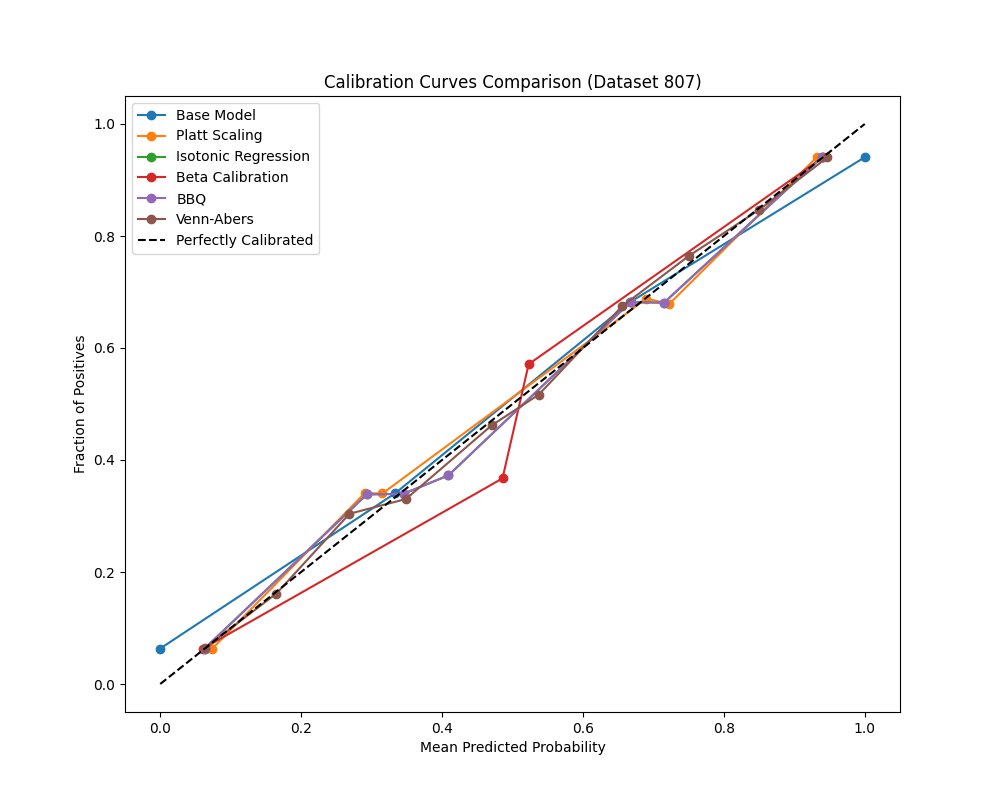 Calibration Curves Comparison (Dataset 807)
Base Model
Platt Scaling
Isotonic Regression
Beta Calibration
BBQ
Venn-Abers
Perfectly Calibrated
1.0
0.8
0.6
0.4
0.2
0.0
Fraction of Positives
0.0 0.2 0.4 0.6 0.8 1.0
Mean Predicted Probability